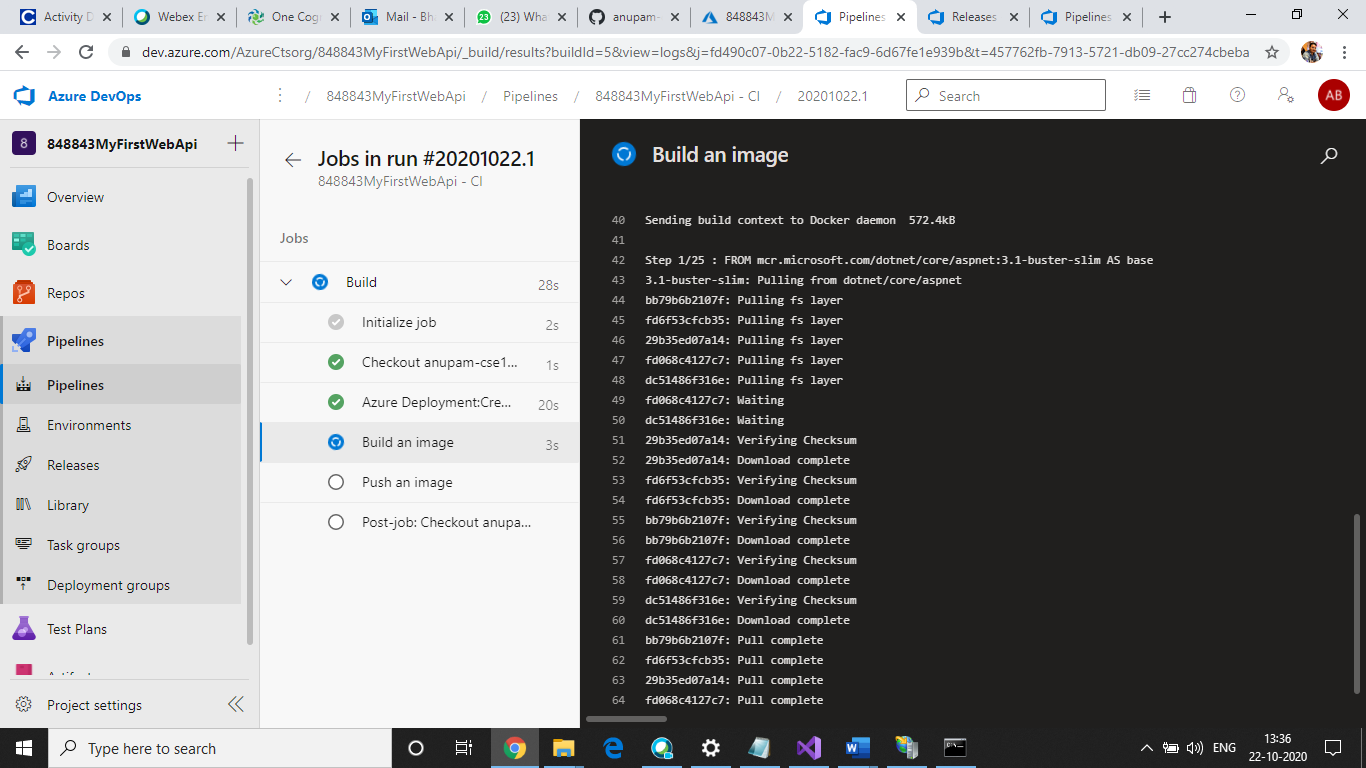 Activity D
Webex En
One Cogn
Mail - Bha
(23) Wha
anupam-
848843M
Pipelines
Releases
Pipelines
dev.azure.com/AzureCtsorg/848843MyFirstWebApi/_build/results?buildId=5&view=logs&j=fd490c07-0b22-5182-fac9-6d67fe1e939b&t=457762fb-7913-5721-db09-27cc274cbeba
Azure DevOps
/ 848843MyFirstWebApi / Pipelines / 848843MyFirstWebApi - CI / 20201022.1
Search
AB
8 848843MyFirstWebApi
Overview
Boards
Repos
Pipelines
Pipelines
Environments
Releases
Library
Task groups
Deployment groups
Test Plans
Project settings
Jobs in run #20201022.1
848843MyFirstWebApi - CI
Jobs
Build 28s
Initialize job 2s
Checkout anupam-cse1... 1s
Azure Deployment:Cre... 20s
Build an image 3s
Push an image
Post-job: Checkout anupa...
Build an image
40 Sending build context to Docker daemon 572.4kB
41
42 Step 1/25 : FROM mcr.microsoft.com/dotnet/core/aspnet:3.1-buster-slim AS base
43 3.1-buster-slim: Pulling from dotnet/core/aspnet
44 bb79b6b2107f: Pulling fs layer
45 fd6f53cfcb35: Pulling fs layer
46 29b35ed07a14: Pulling fs layer
47 fd068c4127c7: Pulling fs layer
48 dc51486f316e: Pulling fs layer
49 fd068c4127c7: Waiting
50 dc51486f316e: Waiting
51 29b35ed07a14: Verifying Checksum
52 29b35ed07a14: Download complete
53 fd6f53cfcb35: Verifying Checksum
54 fd6f53cfcb35: Download complete
55 bb79b6b2107f: Verifying Checksum
56 bb79b6b2107f: Download complete
57 fd068c4127c7: Verifying Checksum
58 fd068c4127c7: Download complete
59 dc51486f316e: Verifying Checksum
60 dc51486f316e: Download complete
61 bb79b6b2107f: Pull complete
62 fd6f53cfcb35: Pull complete
63 29b35ed07a14: Pull complete
64 fd068c4127c7: Pull complete
Type here to search
ENG
13:36
22-10-2020